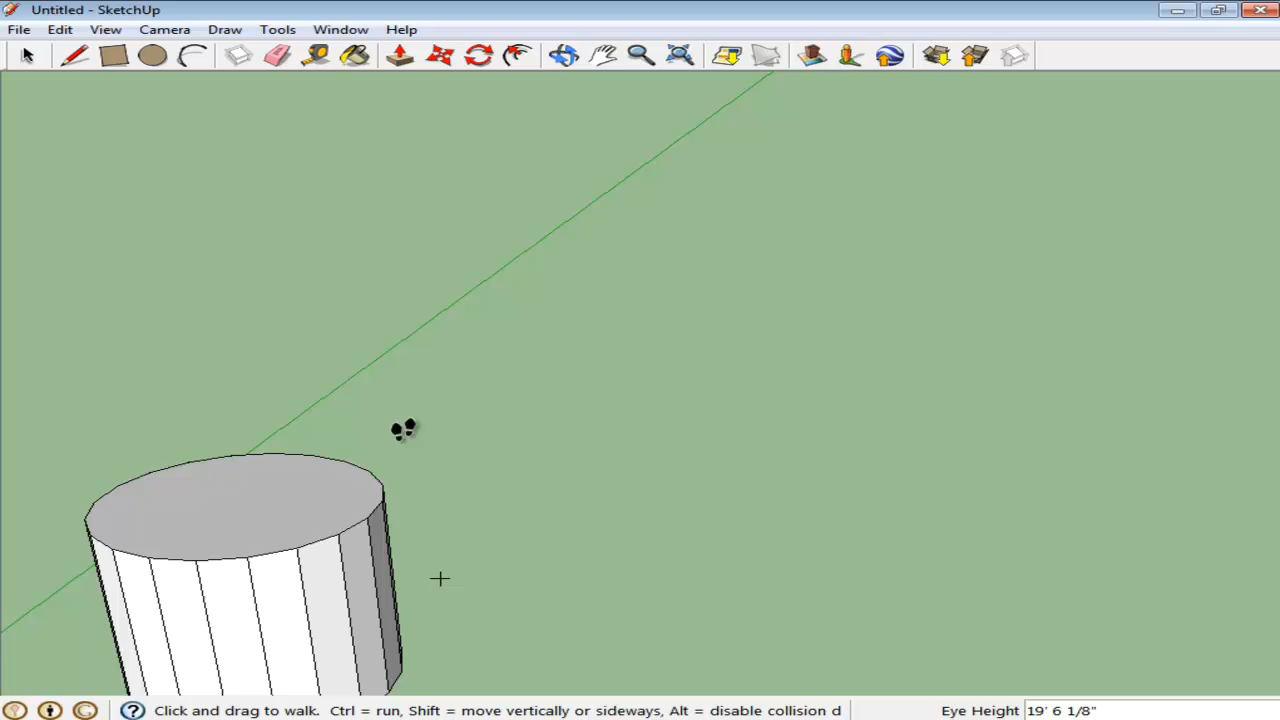 Untitled - SketchUp
File Edit View Camera Draw Tools Window Help
Click and drag to walk. Ctrl = run, Shift = move vertically or sideways, Alt = disable collision d
Eye Height 19' 6 1/8"